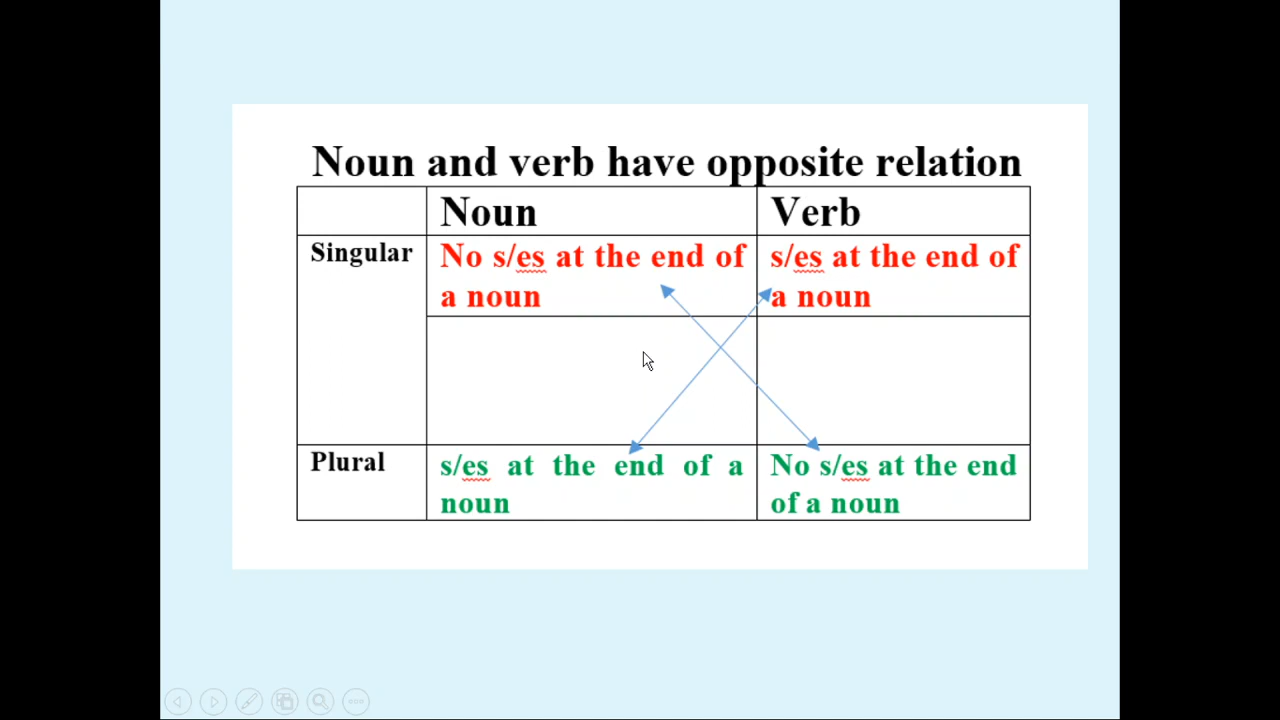 Noun and verb have opposite relation
Noun Verb
Singular No s/es at the end of s/es at the end of
a noun a noun
Plural s/es at the end of a No s/es at the end
noun of a noun